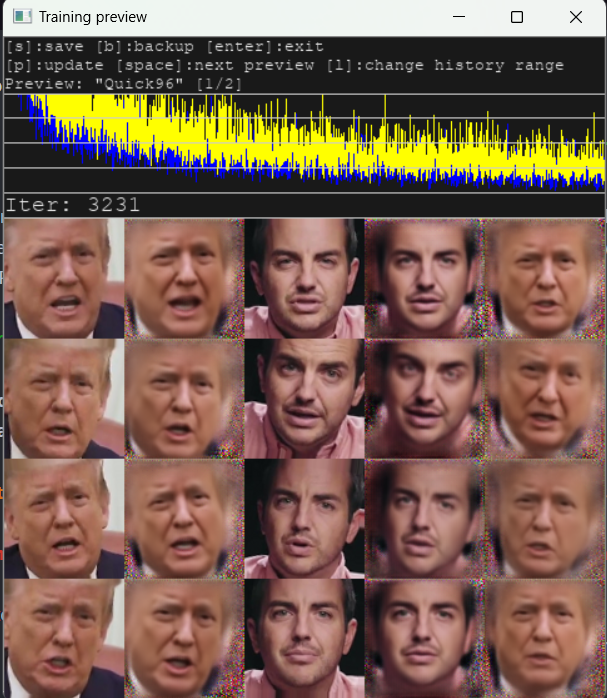 Training preview
[s]:save [b]:backup [enter]:exit
[p]:update [space]:next preview [l]:change history range
Preview: "Quick96" [1/2]
Iter: 3231